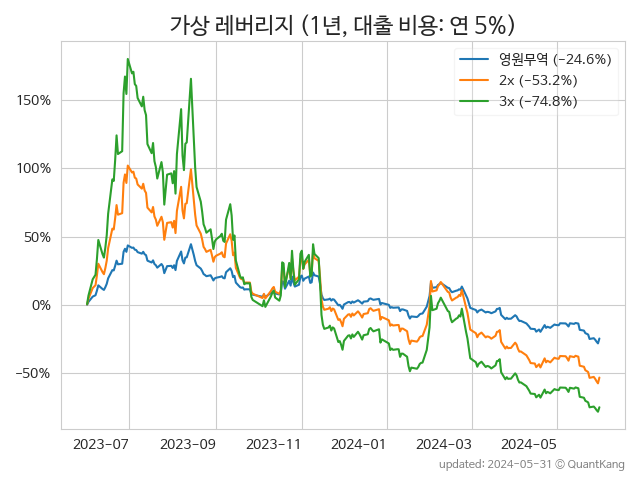 가상 레버리지 (1년, 대출 비용: 연 5%)
영원무역 (−24.6%)
2x (−53.2%)
3x (−74.8%)
150%
100%
50%
0%
−50%
2023−07
2023−09
2023−11
2024−01
2024−03
2024−05
updated: 2024-05-31 © QuantKang